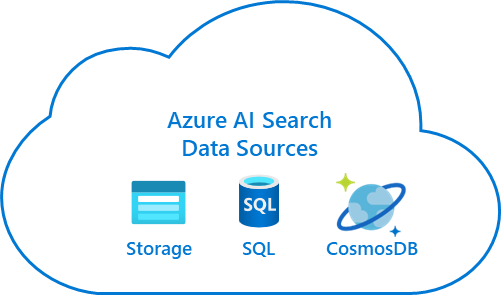 Azure AI Search
Data Sources
SQL
Storage
SQL
CosmosDB